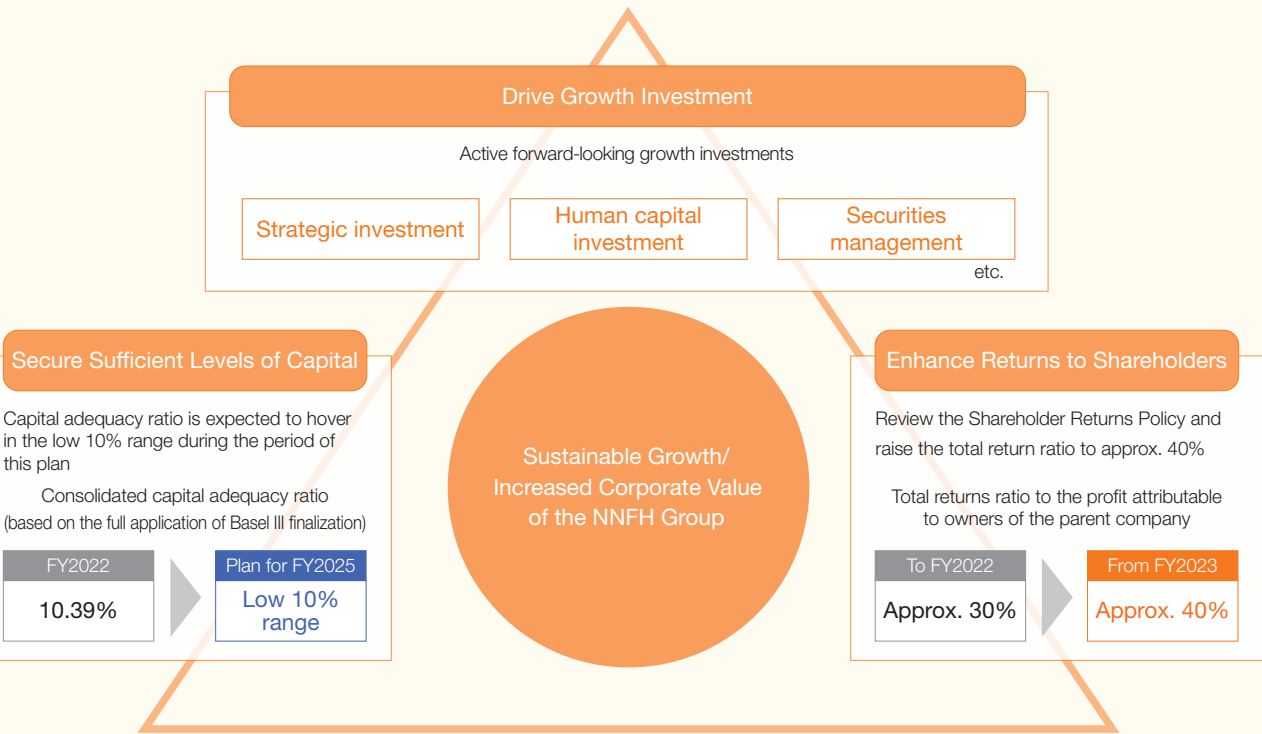 Drive Growth Investment
Active forward-looking growth investments
Strategic investment
Human capital
investment
Securities
management
etc.
Secure Sufficient Levels of Capital
Capital adequacy ratio is expected to hover
in the low 10% range during the period of
this plan
Consolidated capital adequacy ratio
(based on the full application of Basel III finalization)
FY2022
10.39%
Plan for FY2025
Low 10%
range
Sustainable Growth/
Increased Corporate Value
of the NNFH Group
Enhance Returns to Shareholders
Review the Shareholder Returns Policy and
raise the total return ratio to approx. 40%
Total returns ratio to the profit attributable
to owners of the parent company
To FY2022
Approx. 30%
From FY2023
Approx. 40%